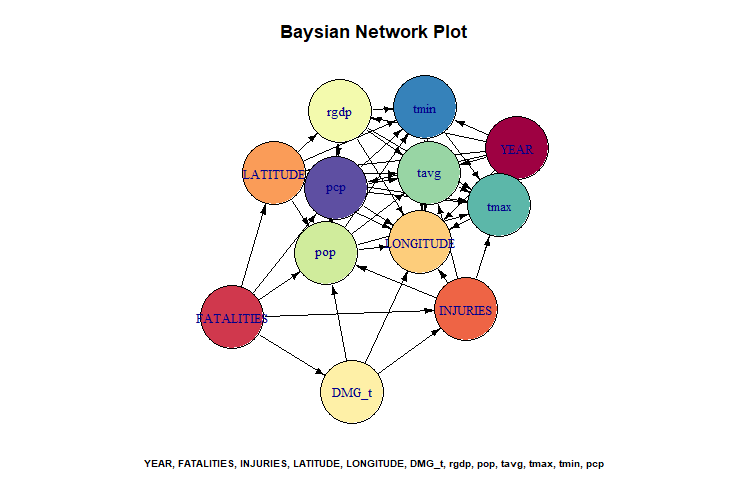 Baysian Network Plot
rgdp
tmin
YEAR
LATITUDE
pcp
tavg
tmax
pop
LONGITUDE
FATALITIES
INJURIES
DMG_t
YEAR, FATALITIES, INJURIES, LATITUDE, LONGITUDE, DMG_t, rgdp, pop, tavg, tmax, tmin, pcp